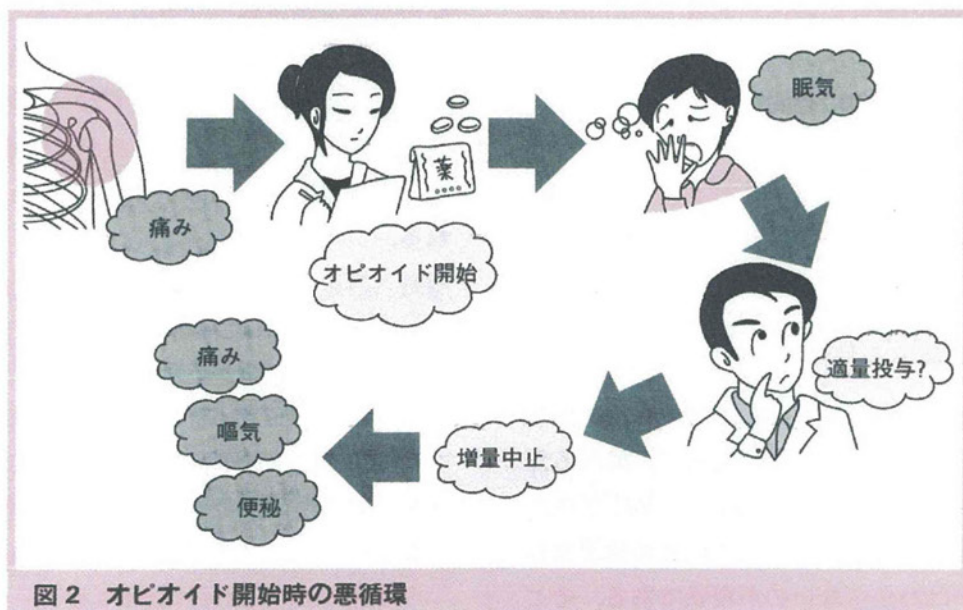 痛み
薬
オピオイド開始
眠気
適量投与?
増量中止
痛み
嘔気
便秘
図2 オピオイド開始時の悪循環